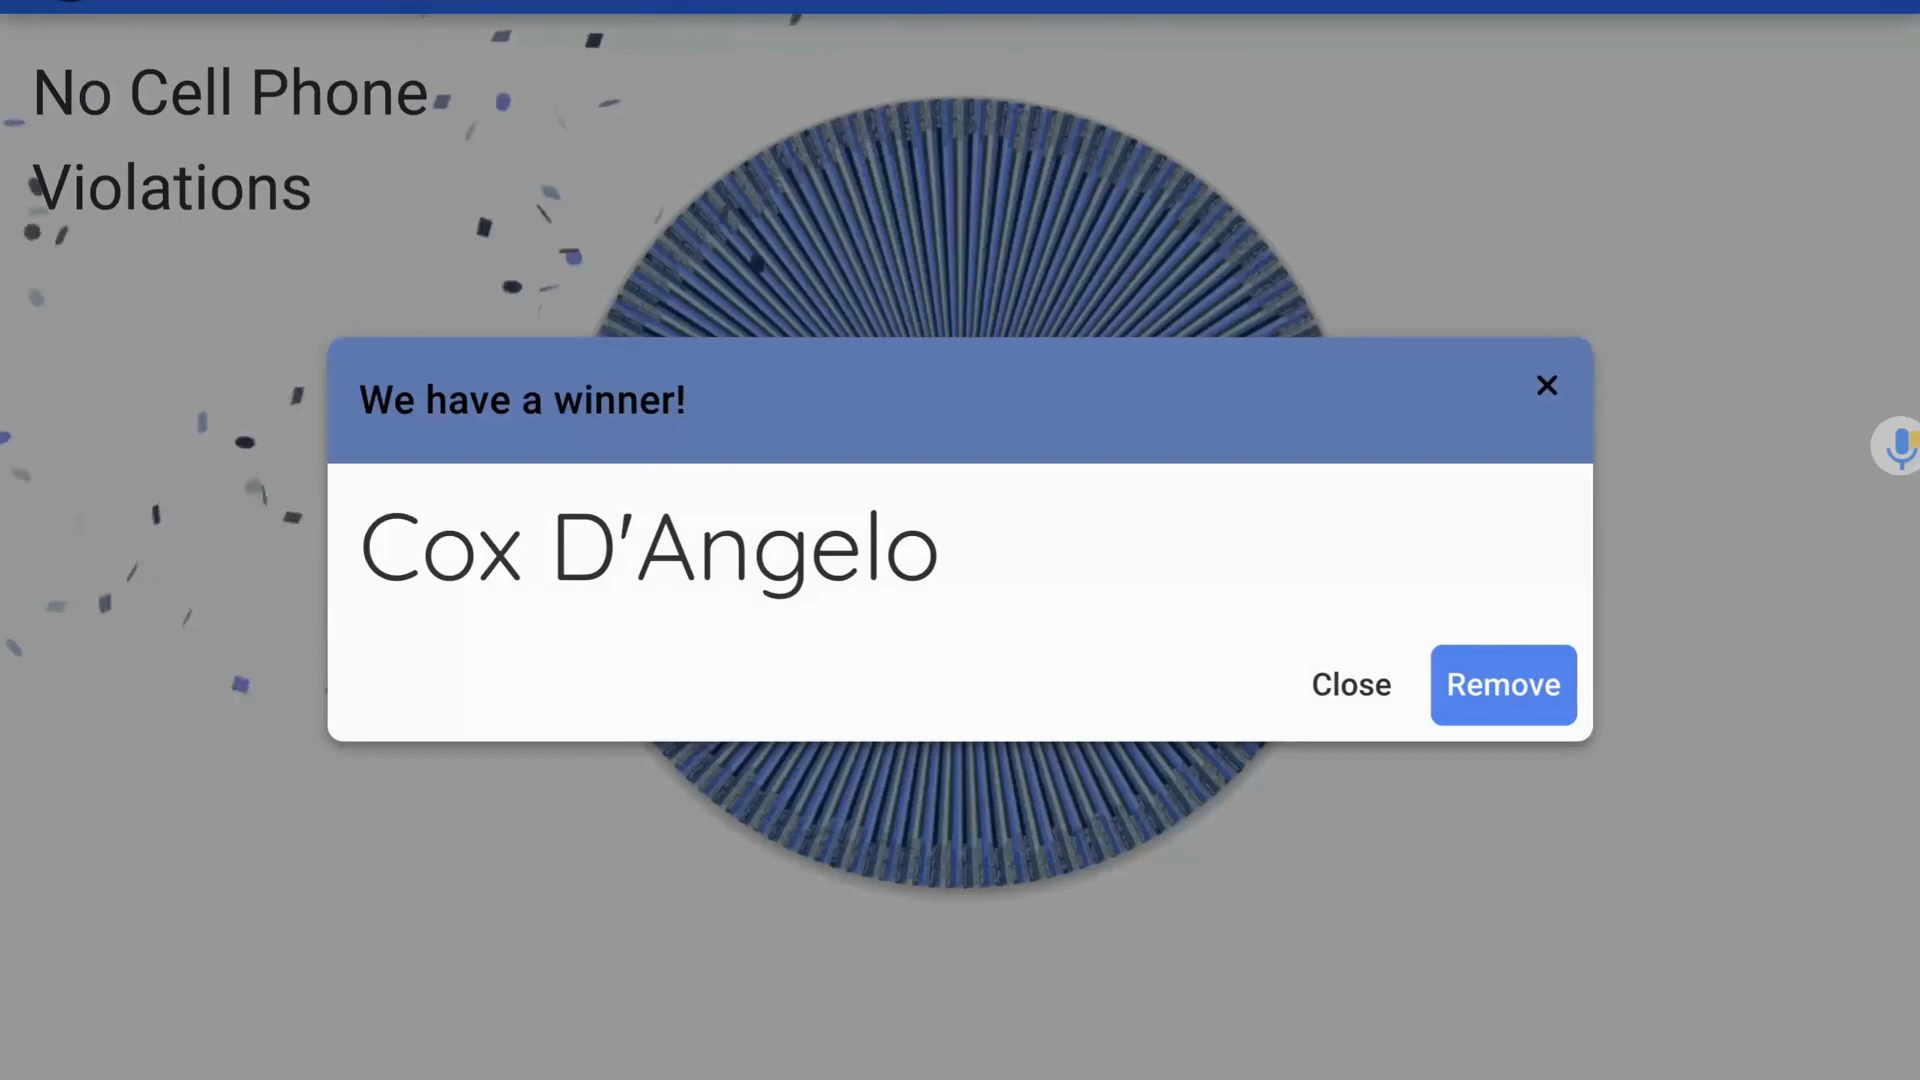 No Cell Phone
Violations
We have a winner!
Cox D'Angelo
Close
Remove